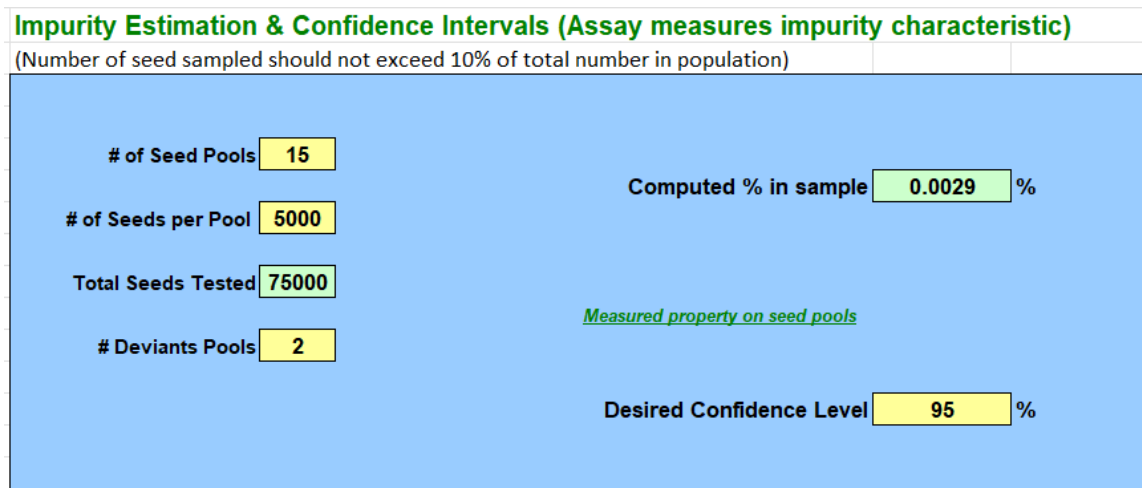 Impurity Estimation & Confidence Intervals (Assay measures impurity characteristic)
(Number of seed sampled should not exceed 10% of total number in population)
# of Seed Pools 15
Computed % in sample 0.0029 %
# of Seeds per Pool 5000
Total Seeds Tested 75000
Measured property on seed pools
# Deviants Pools 2
Desired Confidence Level 95 %